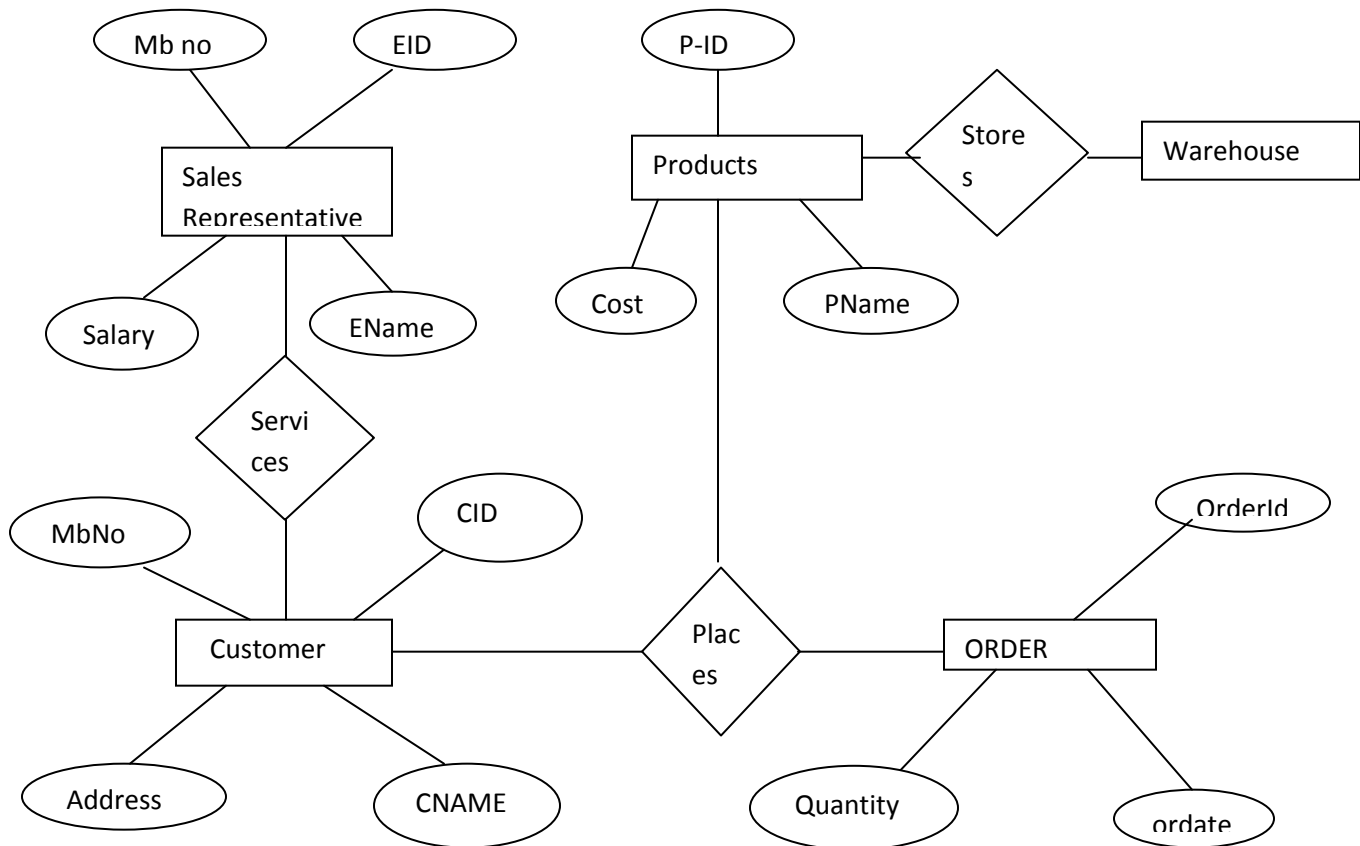 Mb no
EID
P-ID
Sales
Representative
Products
Store
s
Warehouse
Salary
EName
Cost
PName
Servi
ces
MbNo
CID
OrderId
Customer
Plac
es
ORDER
Address
CNAME
Quantity
ordate